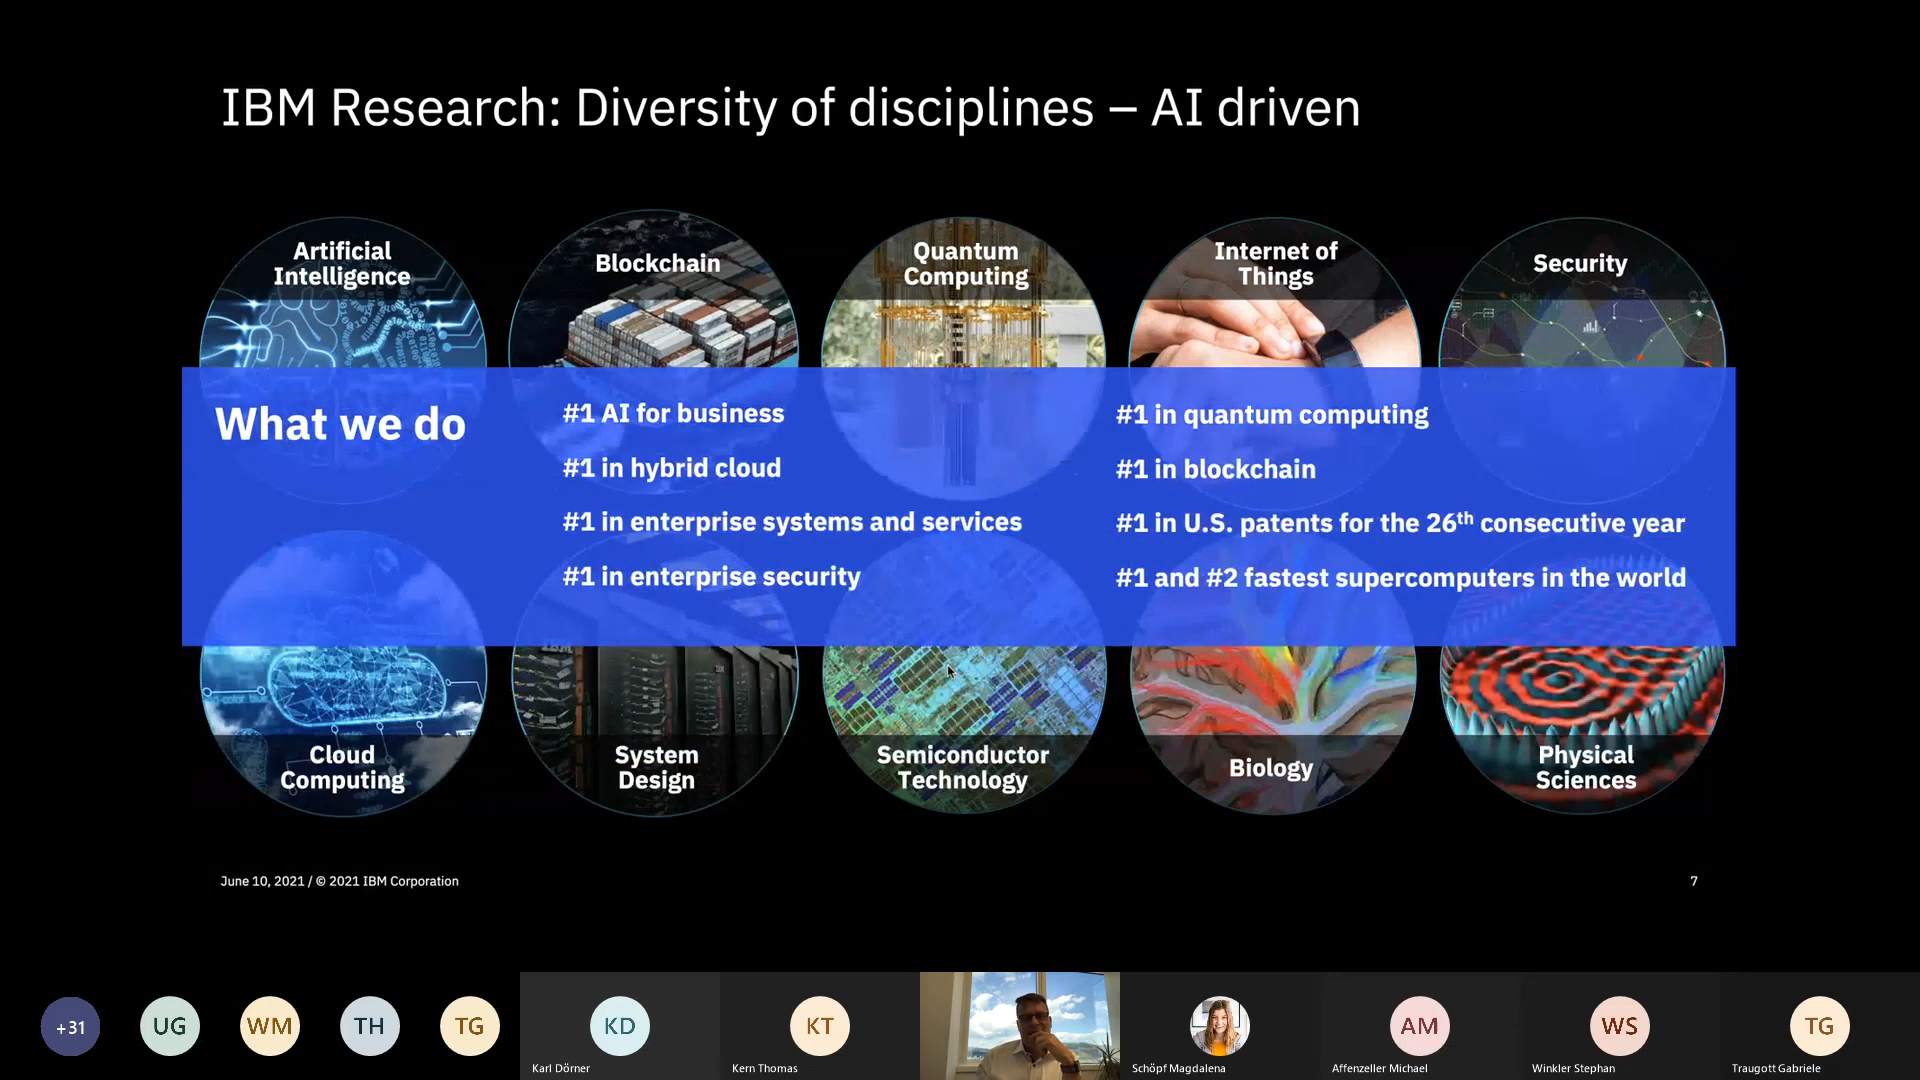 IBM Research: Diversity of disciplines – AI driven
Artificial
Intelligence
Blockchain
Quantum
Computing
Internet of
Things
Security
What we do
#1 AI for business
#1 in hybrid cloud
#1 in enterprise systems and services
#1 in enterprise security
#1 in quantum computing
#1 in blockchain
#1 in U.S. patents for the 26th consecutive year
#1 and #2 fastest supercomputers in the world
Cloud
Computing
System
Design
Semiconductor
Technology
Biology
Physical
Sciences
June 10, 2021 / © 2021 IBM Corporation
7
+31
UG
WM
TH
TG
KD
Karl Dörner
KT
Kern Thomas
Schöpf Magdalena
AM
Affenzeller Michael
WS
Winkler Stephan
TG
Traugott Gabriele